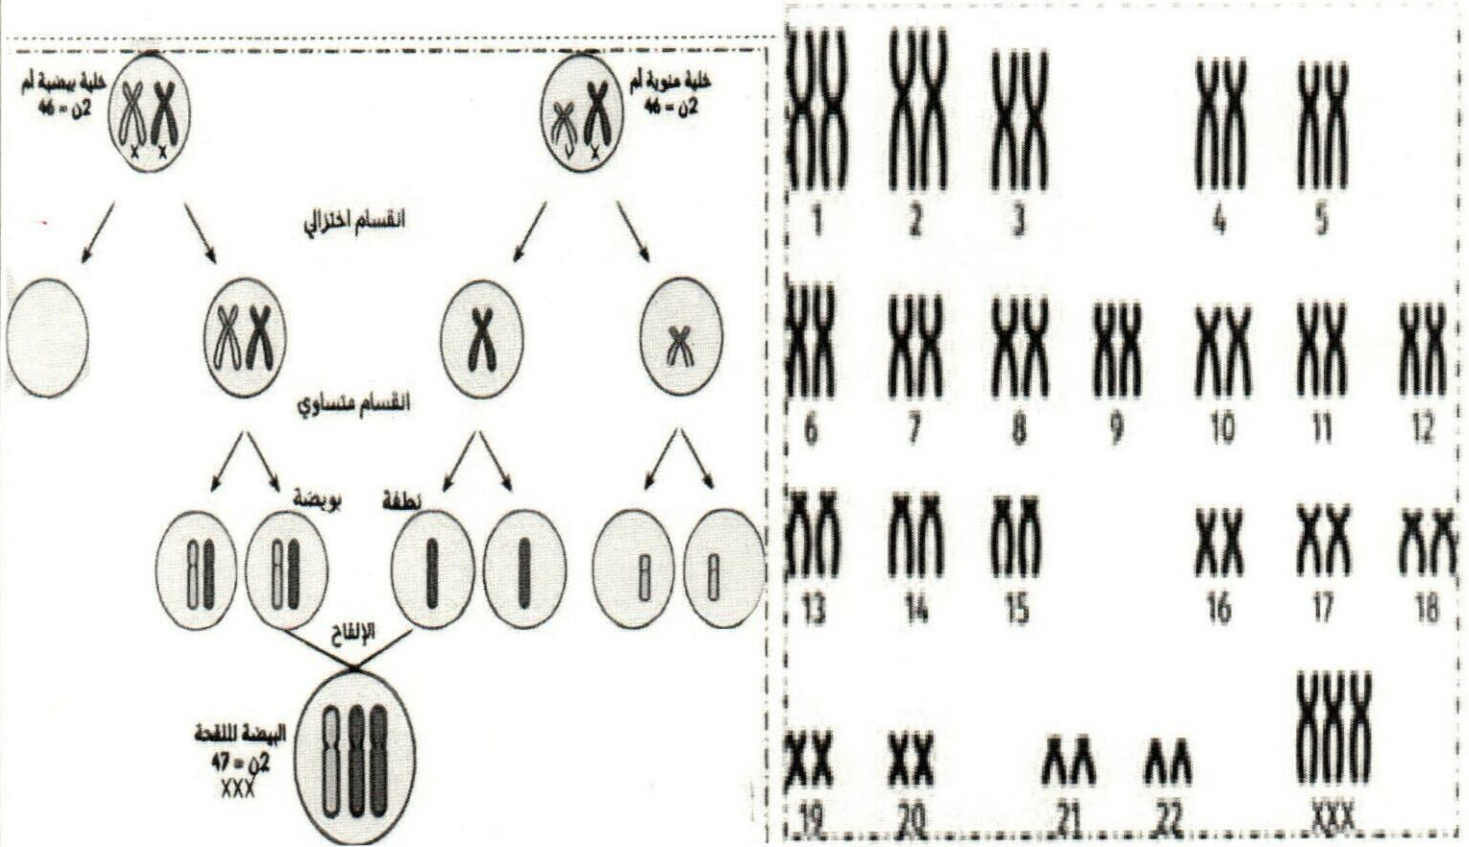 خلية بيضية أم
2ن = 46
X X
خلية منوية أم
2ن = 46
X
انقسام اختزالي
انقسام متساوي
بويضة
نطفة
الإلقاح
البيضة الملقحة
2ن = 47
XXX
1 2 3 4 5
6 7 8 9 10 11 12
13 14 15 16 17 18
19 20 21 22 XXX